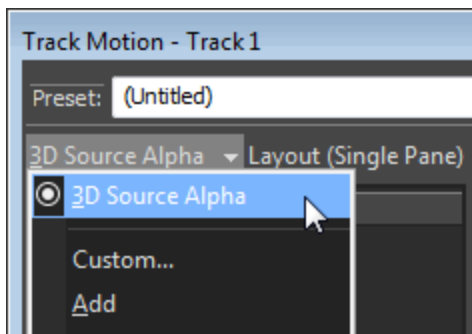 Track Motion - Track 1
Preset: (Untitled)
3D Source Alpha Layout (Single Pane)
3D Source Alpha
Custom...
Add